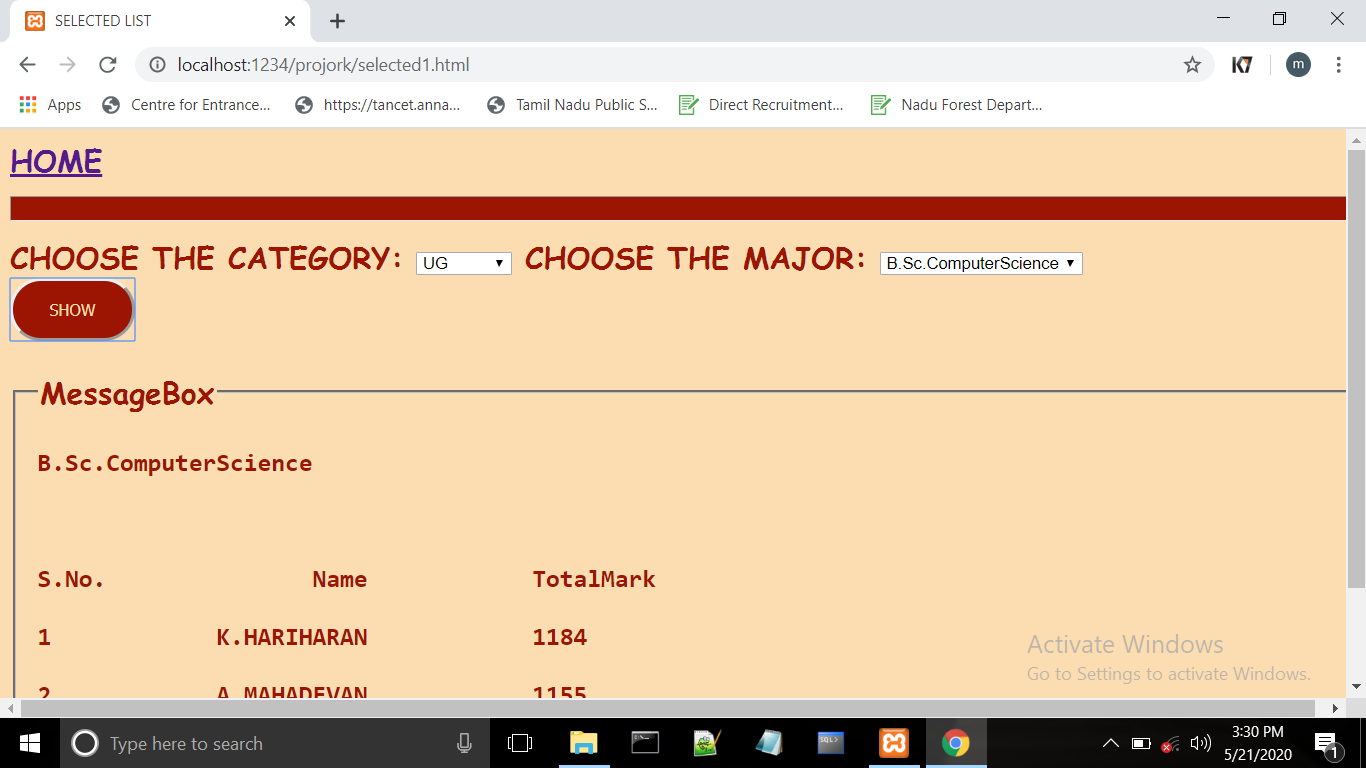 SELECTED LIST
localhost:1234/projork/selected1.html
m
Apps Centre for Entrance... https://tancet.anna... Tamil Nadu Public S... Direct Recruitment... Nadu Forest Depart...
HOME
CHOOSE THE CATEGORY: UG CHOOSE THE MAJOR: B.Sc.ComputerScience
SHOW
MessageBox
B.Sc.ComputerScience
S.No. Name TotalMark
1 K.HARIHARAN 1184
2 A.MAHADEVAN 1155
Activate Windows
Go to Settings to activate Windows.
Type here to search
3:30 PM
5/21/2020
1